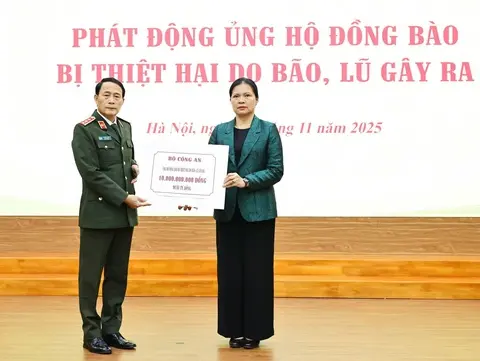 PHÁT ĐỘNG ỦNG HỘ ĐỒNG BÀO
BỊ THIỆT HẠI DO BÃO, LŨ GÂY RA
Hà Nội, ng 11 năm 2025
BỘ CÔNG AN
10.000.000.000 ĐỒNG